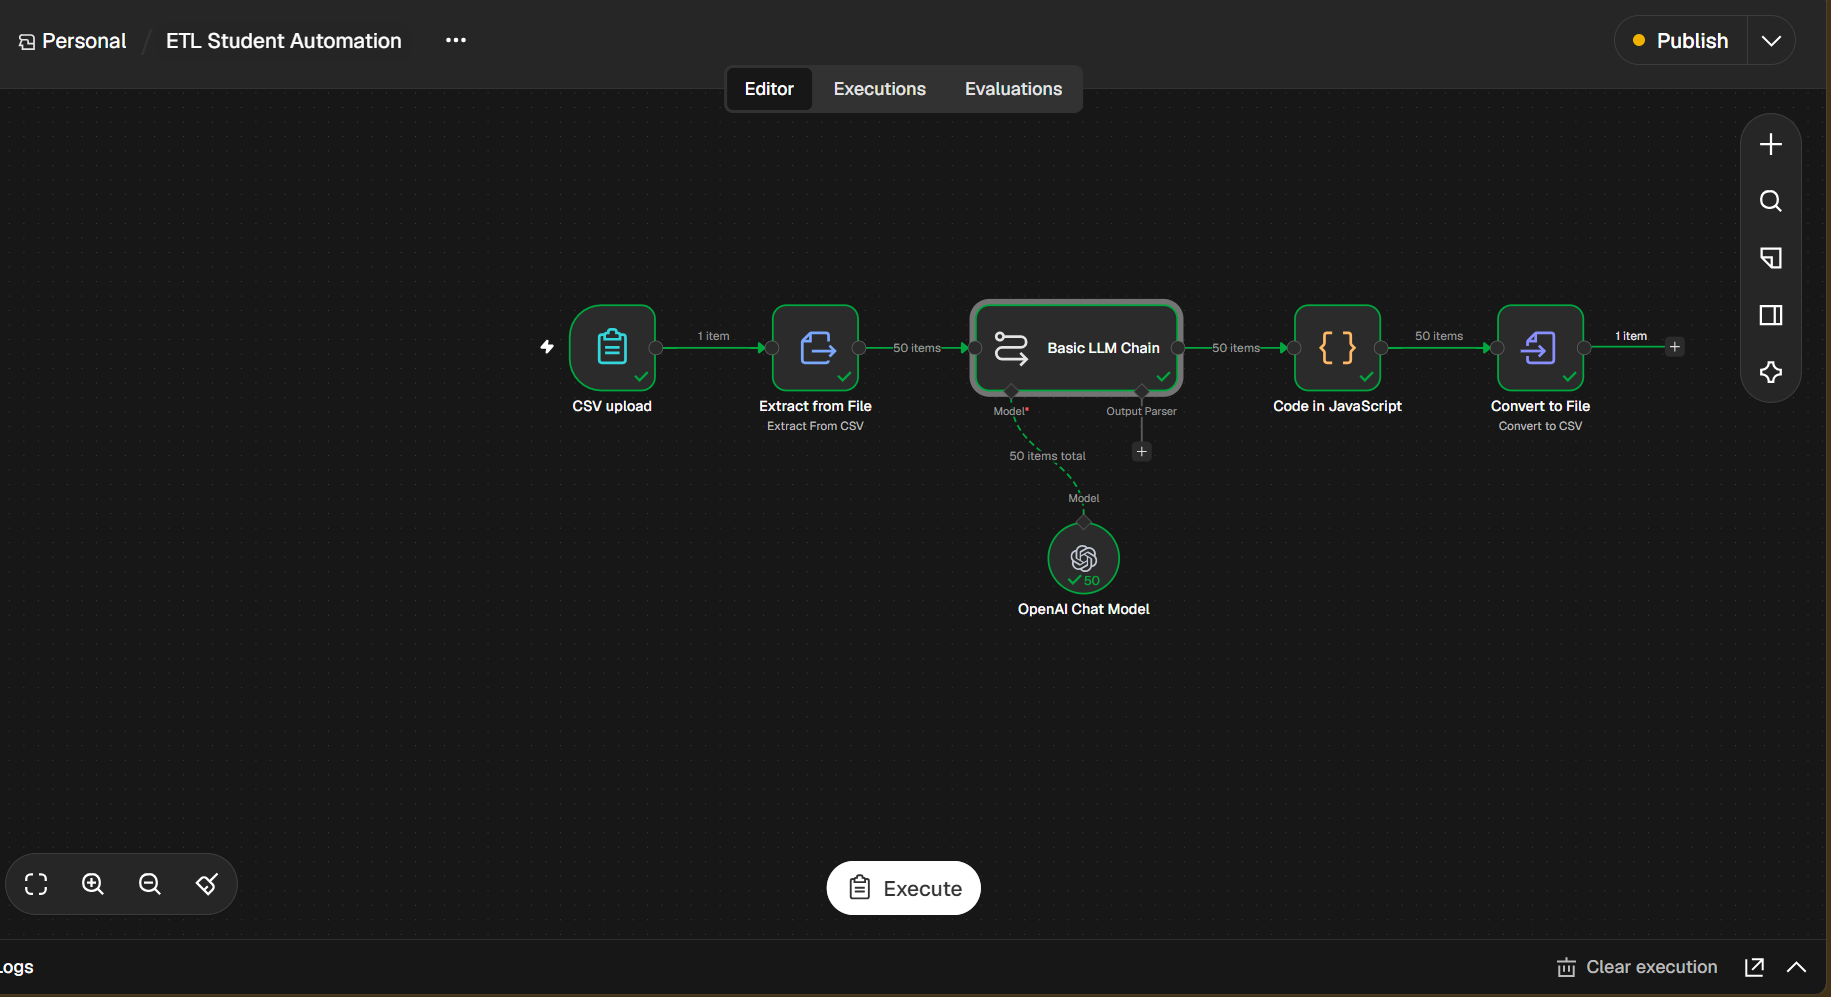 Personal / ETL Student Automation
Publish
Editor Executions Evaluations
1 item
50 items
Basic LLM Chain
50 items
50 items
1 item
CSV upload
Extract from File
Extract From CSV
Model*
Output Parser
Code in JavaScript
Convert to File
Convert to CSV
50 items total
Model
50
OpenAI Chat Model
Execute
Logs
Clear execution